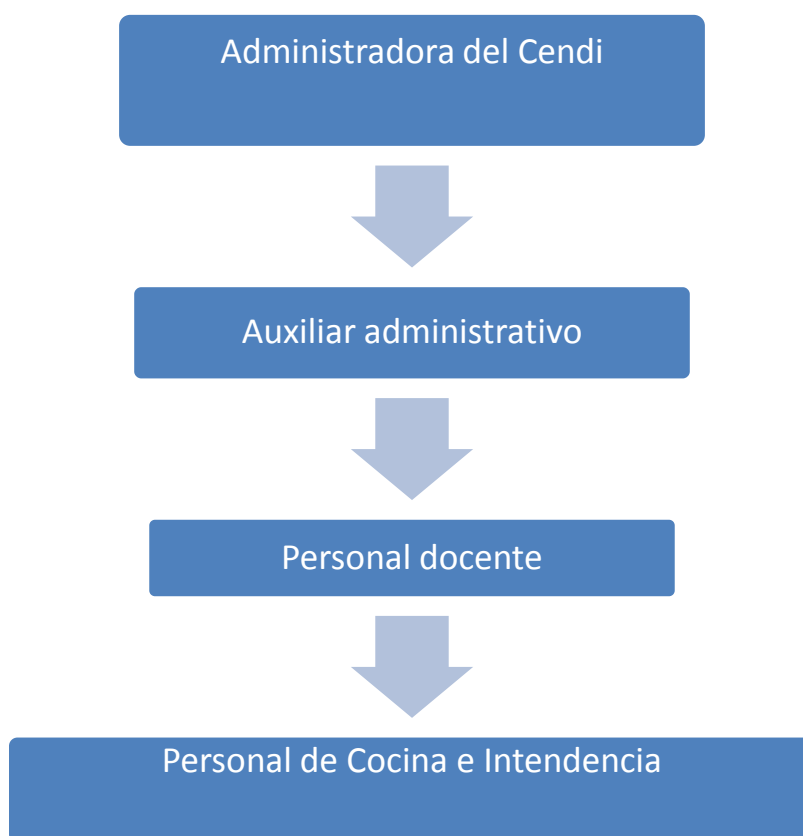 Administradora del Cendi
Auxiliar administrativo
Personal docente
Personal de Cocina e Intendencia